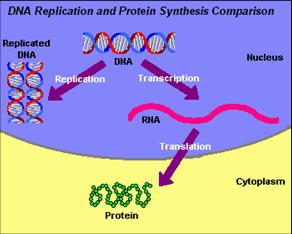 DNA Replication and Protein Synthesis Comparison
Replicated
DNA
DNA
Nucleus
Replication
Transcription
RNA
Translation
Cytoplasm
Protein